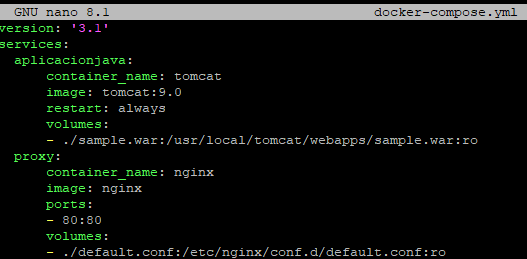 GNU nano 8.1 docker-compose.yml
version: '3.1'
services:
  aplicacionjava:
      container_name: tomcat
      image: tomcat:9.0
      restart: always
      volumes:
      - ./sample.war:/usr/local/tomcat/webapps/sample.war:ro
  proxy:
      container_name: nginx
      image: nginx
      ports:
      - 80:80
      volumes:
      - ./default.conf:/etc/nginx/conf.d/default.conf:ro